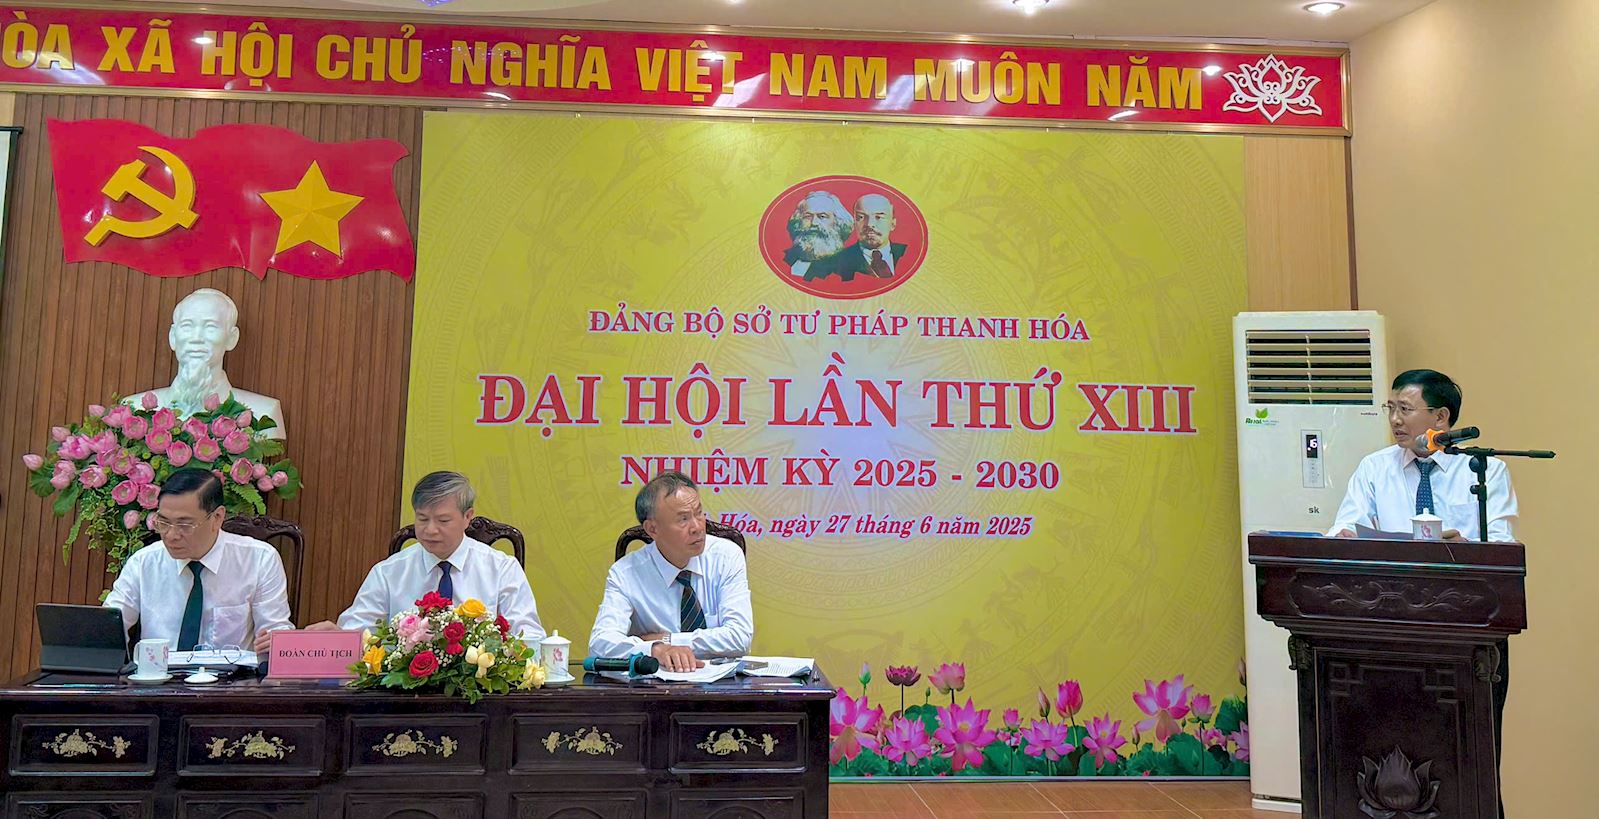 XÃ HỘI CHỦ NGHĨA VIỆT NAM MUÔN NĂM
ĐẢNG BỘ SỞ TƯ PHÁP THANH HÓA
ĐẠI HỘI LẦN THỨ XIII
NHIỆM KỲ 2025 - 2030
Hóa, ngày 27 tháng 6 năm 2025
ĐOÀN CHỦ TỊCH
sk